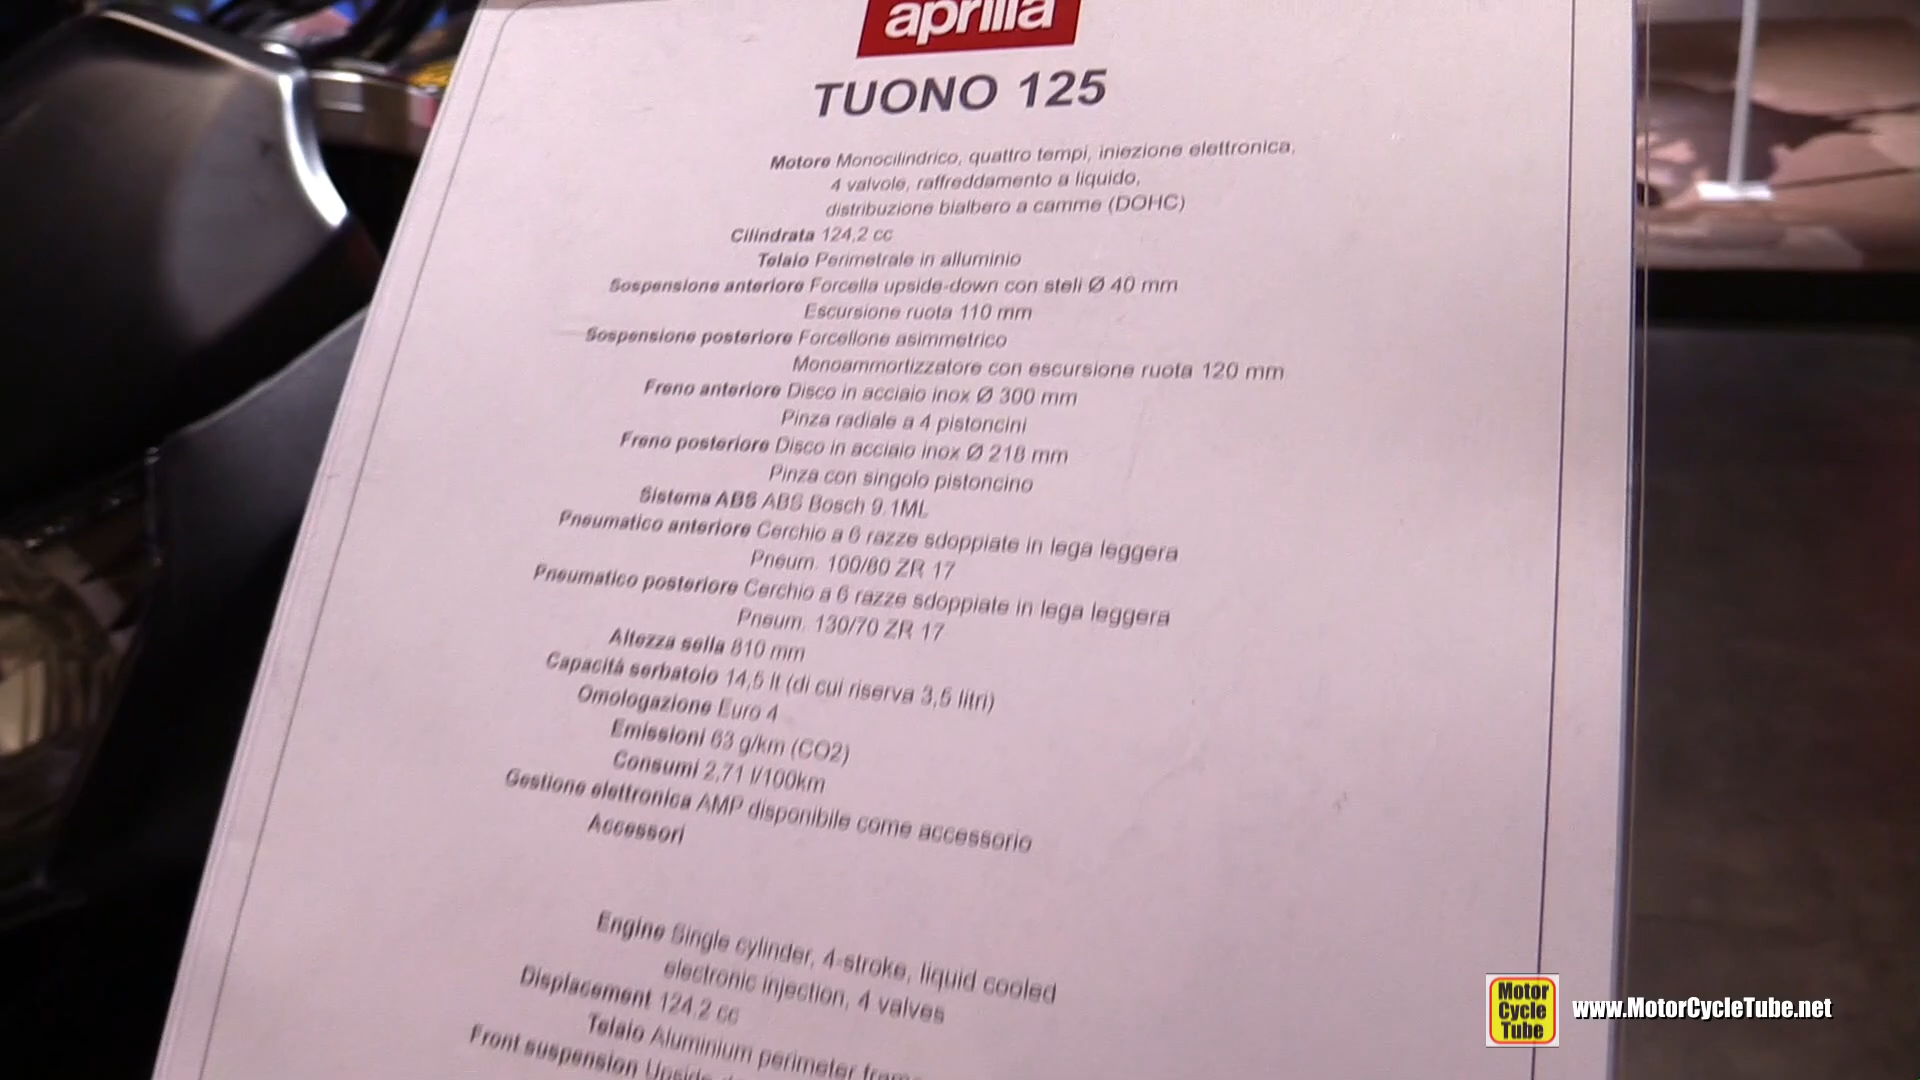 aprilia
TUONO 125
Motore Monocilindrico, quattro tempi, iniezione elettronica,
4 valvole, raffreddamento a liquido,
distribuzione bialbero a camme (DOHC)
Cilindrata 124,2 cc
Telaio Perimetrale in alluminio
Sospensione anteriore Forcella upside-down con steli Ø 40 mm
Escursione ruota 110 mm
Sospensione posteriore Forcellone asimmetrico
Monoammortizzatore con escursione ruota 120 mm
Freno anteriore Disco in acciaio inox Ø 300 mm
Pinza radiale a 4 pistoncini
Freno posteriore Disco in acciaio inox Ø 218 mm
Pinza con singolo pistoncino
Sistema ABS ABS Bosch 9.1ML
Pneumatico anteriore Cerchio a 6 razze sdoppiate in lega leggera
Pneum. 100/80 ZR 17
Pneumatico posteriore Cerchio a 6 razze sdoppiate in lega leggera
Pneum. 130/70 ZR 17
Altezza sella 810 mm
Capacità serbatoio 14,5 lt (di cui riserva 3,5 litri)
Omologazione Euro 4
Emissioni 63 g/km (CO2)
Consumi 2,71 l/100km
Gestione elettronica AMP disponibile come accessorio
Accessori
Engine Single cylinder, 4-stroke, liquid cooled
electronic injection, 4 valves
Displacement 124.2 cc
Telaio Aluminium perimeter frame
Front suspension Upside
Motor
Cycle
Tube
www.MotorCycleTube.net